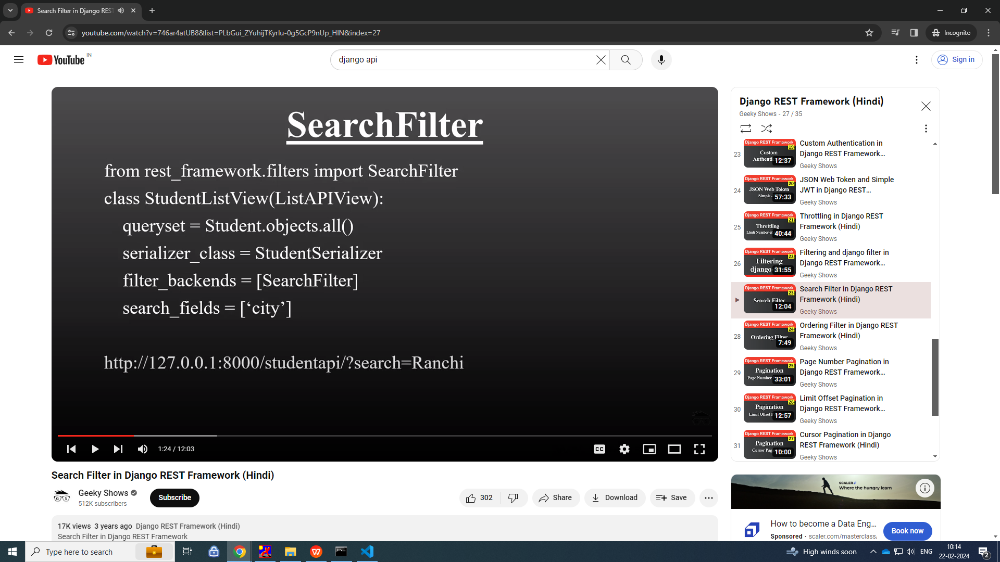 Search Filter in Django REST
youtube.com/watch?v=746ar4atUB8&list=PLbGui_ZYuhijTKyrlu-0g5GcP9nUp_HlN&index=27
Incognito
YouTube IN
django api
Sign in
SearchFilter
from rest_framework.filters import SearchFilter
class StudentListView(ListAPIView):
queryset = Student.objects.all()
serializer_class = StudentSerializer
filter_backends = [SearchFilter]
search_fields = [‘city’]
http://127.0.0.1:8000/studentapi/?search=Ranchi
1:24 / 12:03
CC
Search Filter in Django REST Framework (Hindi)
Geeky Shows
512K subscribers
Subscribe
302
Share
Download
Save
17K views 3 years ago Django REST Framework (Hindi)
Search Filter in Django REST Framework
Django REST Framework (Hindi)
Geeky Shows - 27 / 35
23
Django REST Framework
19
Custom
12:37
Custom Authentication in
Django REST Framework…
Geeky Shows
24
Django REST Framework
20
JSON Web Token
Simple
57:33
JSON Web Token and Simple
JWT in Django REST…
Geeky Shows
25
Django REST Framework
21
Throttling
Limit Number of
40:44
Throttling in Django REST
Framework (Hindi)
Geeky Shows
26
Django REST Framework
22
Filtering
django
31:55
Filtering and django filter in
Django REST Framework…
Geeky Shows
Django REST Framework
23
Search Filter
12:04
Search Filter in Django REST
Framework (Hindi)
Geeky Shows
28
Django REST Framework
24
Ordering Filter
7:49
Ordering Filter in Django REST
Framework (Hindi)
Geeky Shows
29
Django REST Framework
25
Pagination
Page Number
33:01
Page Number Pagination in
Django REST Framework…
Geeky Shows
30
Django REST Framework
26
Pagination
Limit Offset
12:57
Limit Offset Pagination in
Django REST Framework…
Geeky Shows
31
Django REST Framework
27
Pagination
Cursor Pag
10:00
Cursor Pagination in Django
REST Framework (Hindi)
Geeky Shows
SCALER
Where the hungry learn
How to become a Data Eng…
Sponsored · scaler.com/masterclass/
Book now
Type here to search
High winds soon
ENG
10:14
22-02-2024
2